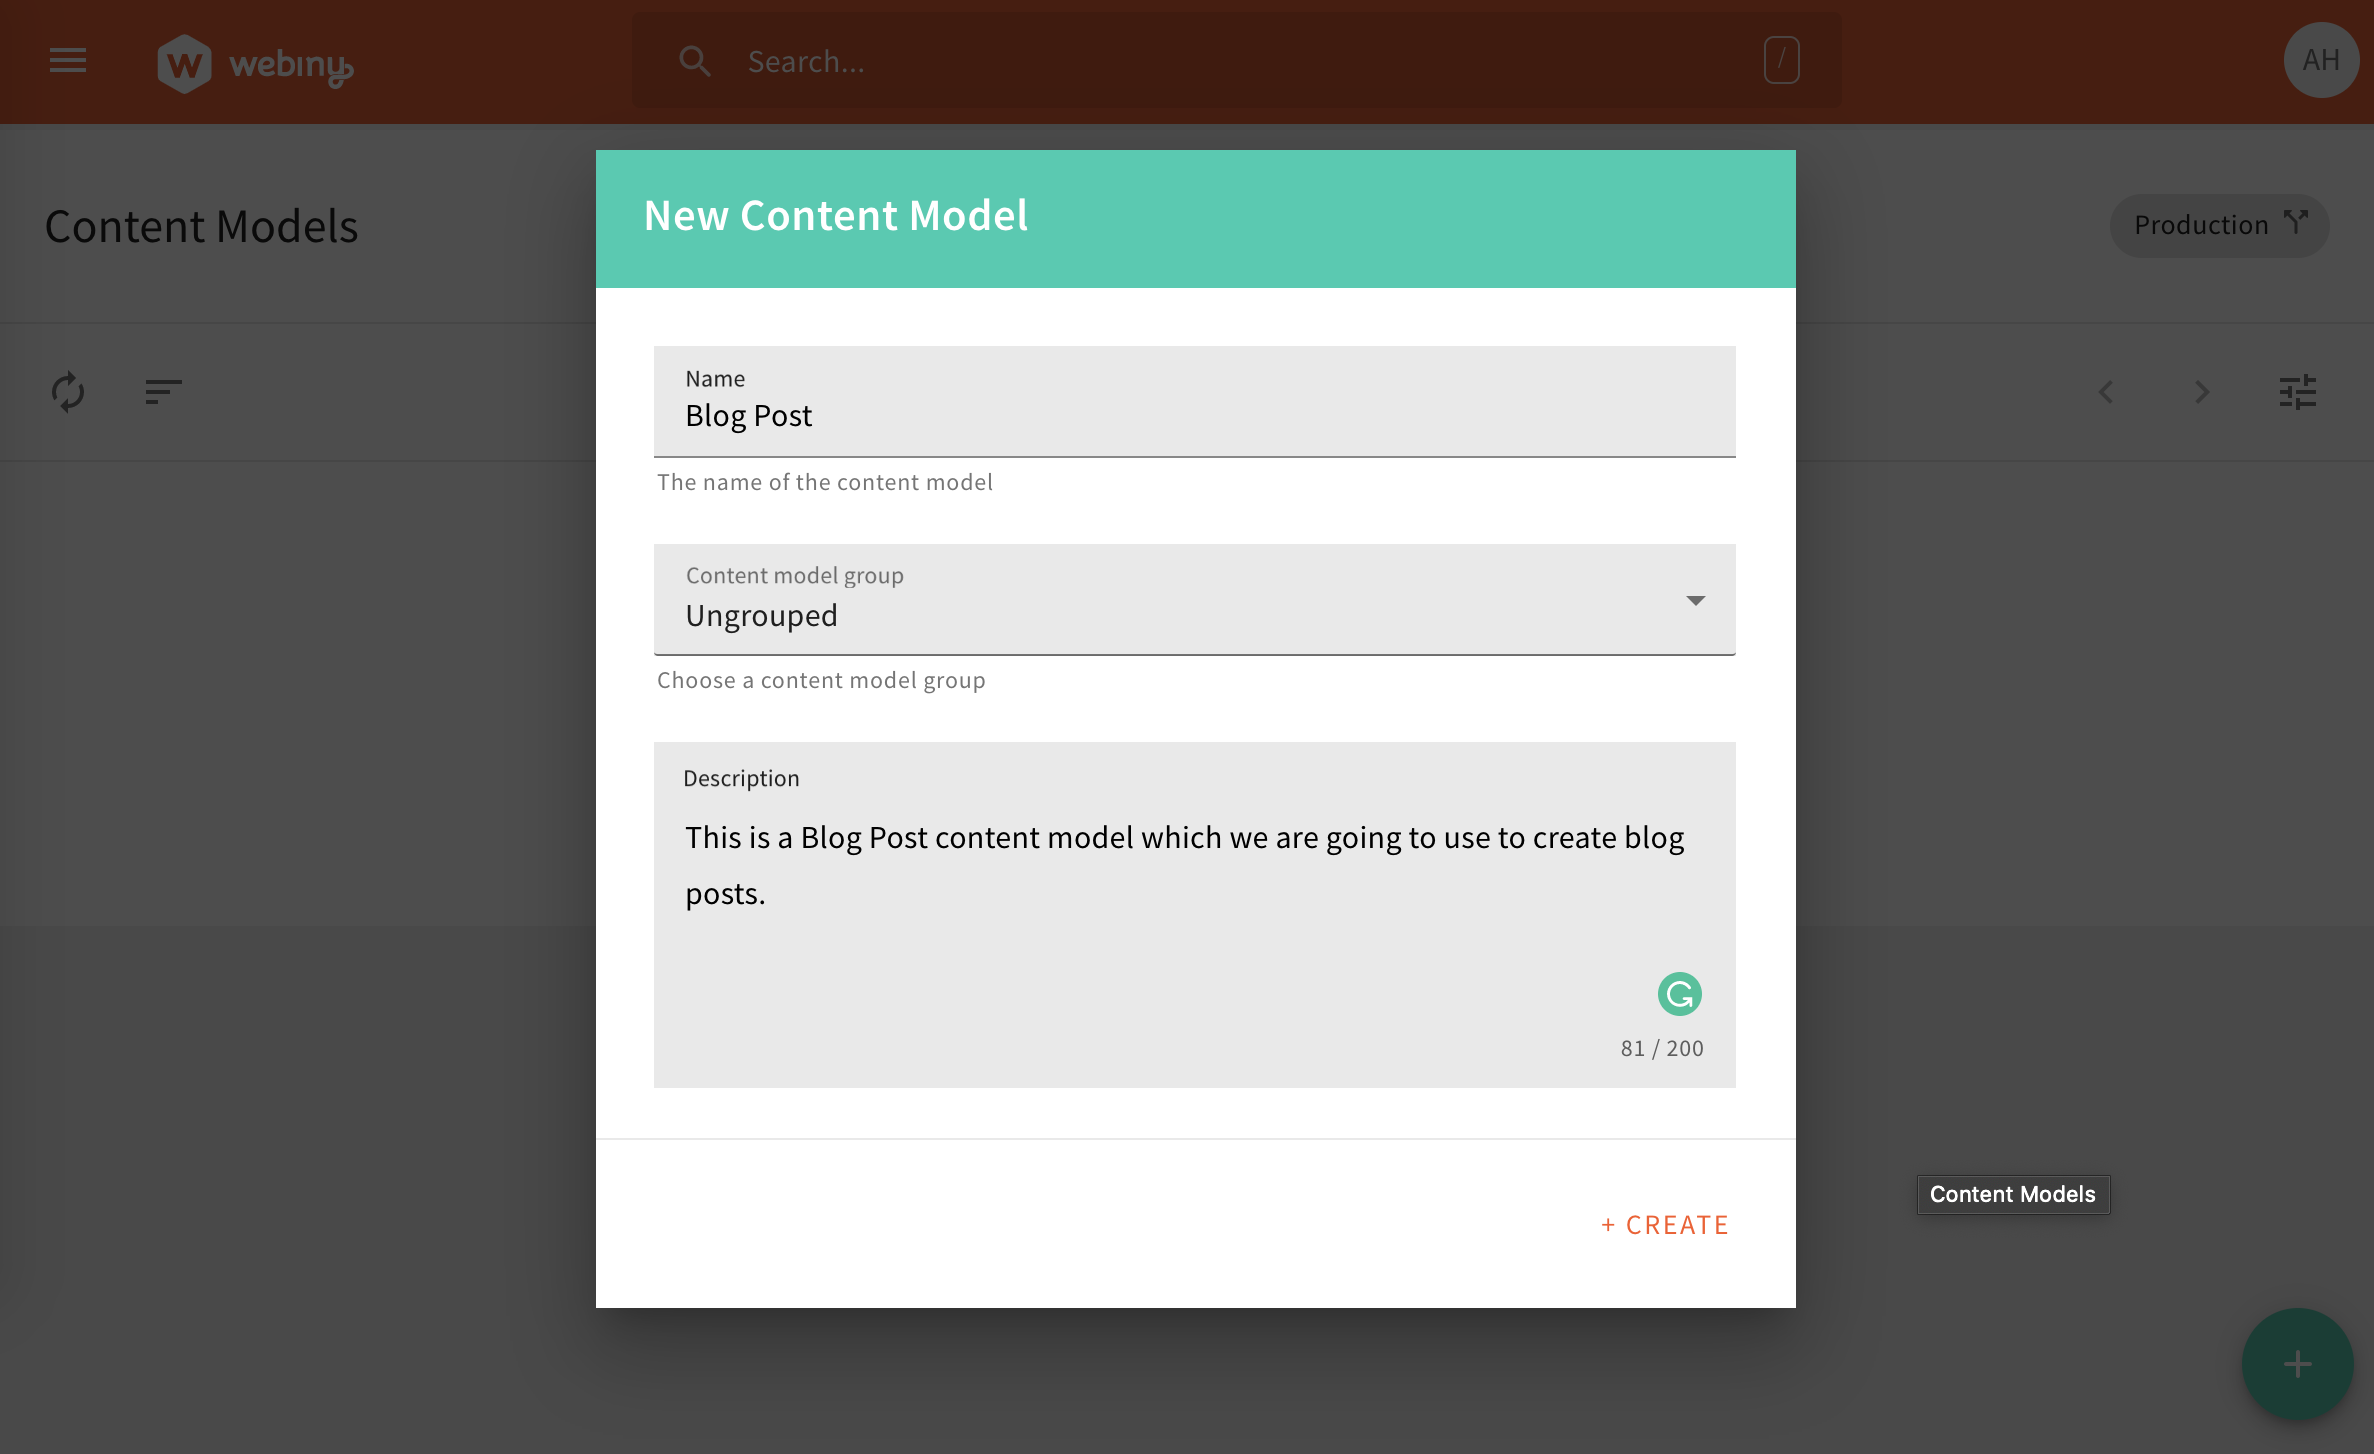 webiny
Search...
/
AH
Content Models
Production
New Content Model
Name
Blog Post
The name of the content model
Content model group
Ungrouped
Choose a content model group
Description
This is a Blog Post content model which we are going to use to create blog
posts.
81 / 200
Content Models
+ CREATE